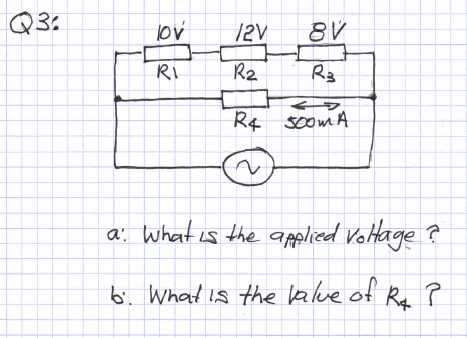 Q3:
10V 12V 8V
R1 R2 R3
R4 500mA
~
a: What is the applied Voltage ?
b. What is the value of R4 ?